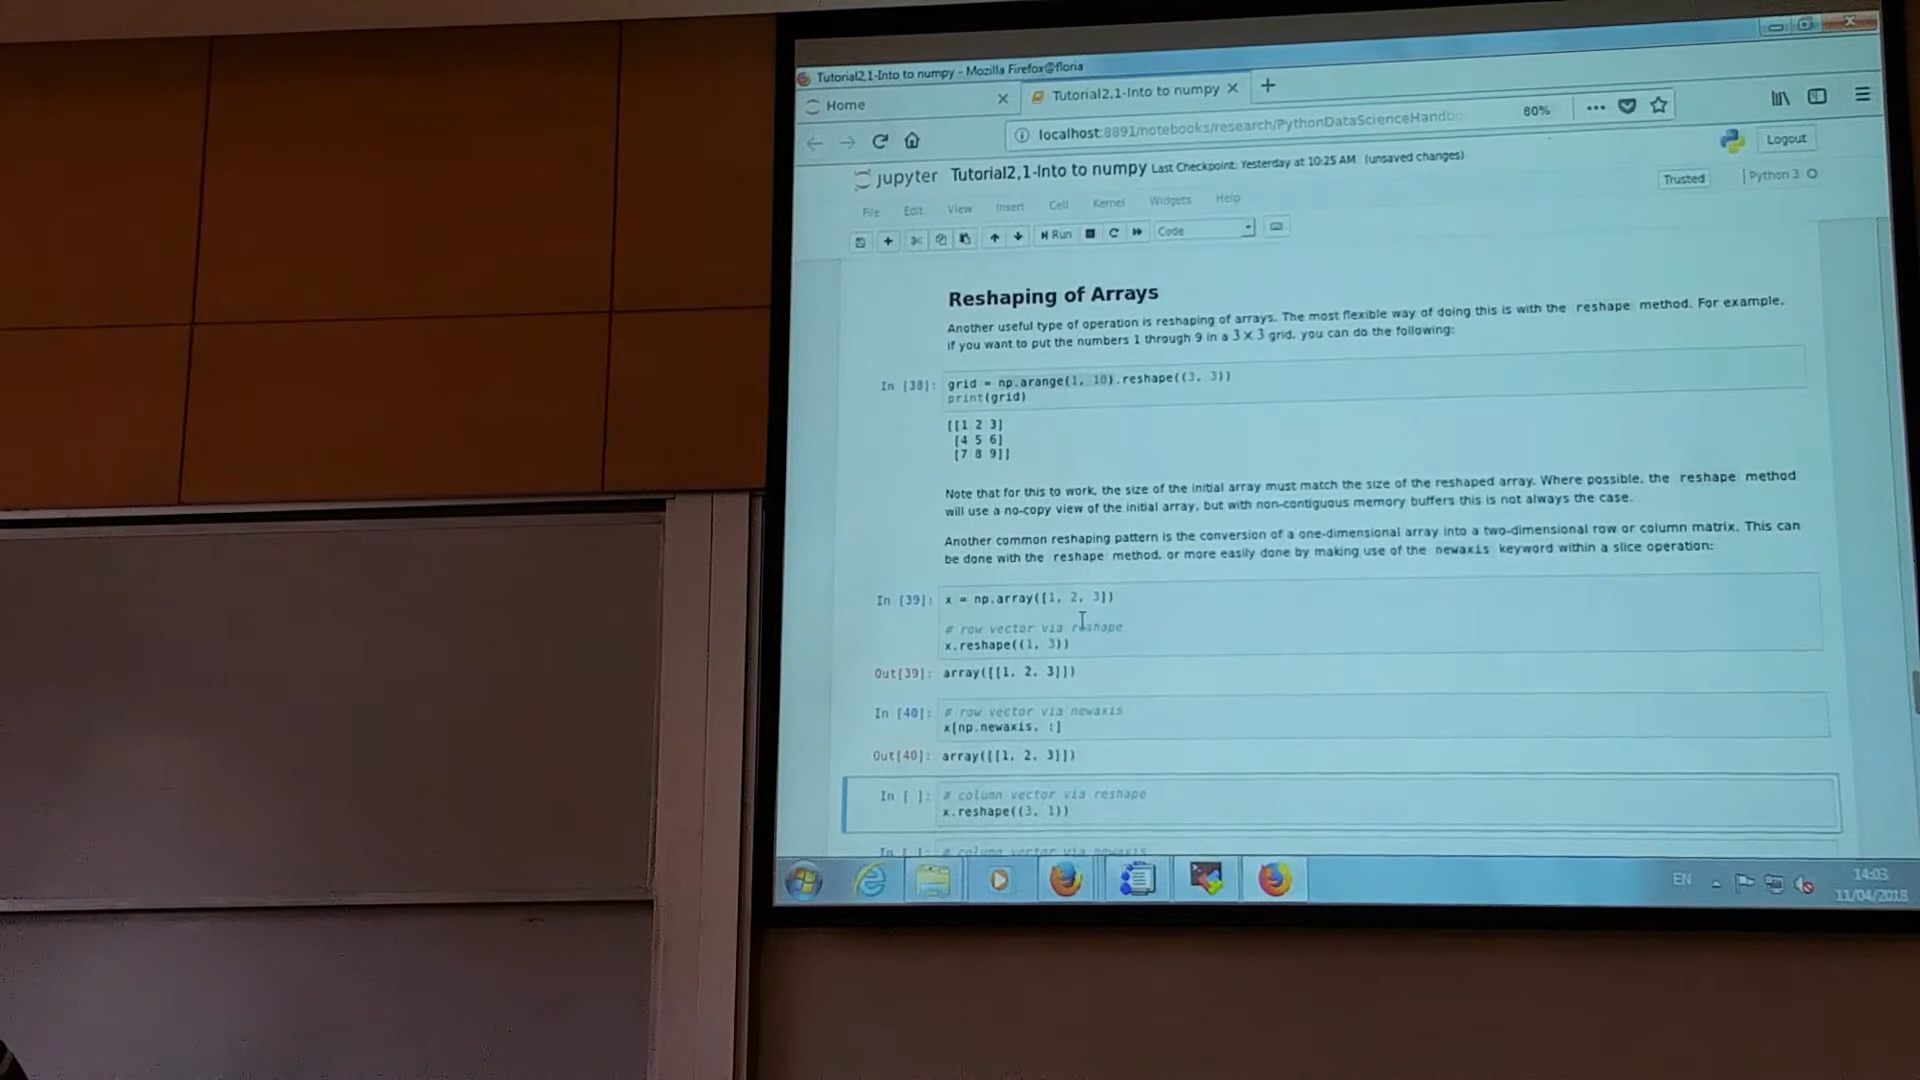 Tutorial2,1-Into to numpy - Mozilla Firefox@floria
Home
Tutorial2,1-Into to numpy
localhost:8891/notebooks/research/PythonDataScienceHandbo
80%
jupyter Tutorial2,1-Into to numpy Last Checkpoint: Yesterday at 10:25 AM (unsaved changes)
Logout
File Edit View Insert Cell Kernel Widgets Help
Trusted
Python 3
Run
Code
Reshaping of Arrays
Another useful type of operation is reshaping of arrays. The most flexible way of doing this is with the reshape method. For example,
if you want to put the numbers 1 through 9 in a 3 × 3 grid, you can do the following:
In [38]: grid = np.arange(1, 10).reshape((3, 3))
print(grid)
[[1 2 3]
[4 5 6]
[7 8 9]]
Note that for this to work, the size of the initial array must match the size of the reshaped array. Where possible, the reshape method
will use a no-copy view of the initial array, but with non-contiguous memory buffers this is not always the case.
Another common reshaping pattern is the conversion of a one-dimensional array into a two-dimensional row or column matrix. This can
be done with the reshape method, or more easily done by making use of the newaxis keyword within a slice operation:
In [39]: x = np.array([1, 2, 3])
# row vector via reshape
x.reshape((1, 3))
Out[39]: array([[1, 2, 3]])
In [40]: # row vector via newaxis
x[np.newaxis, :]
Out[40]: array([[1, 2, 3]])
In [ ]: # column vector via reshape
x.reshape((3, 1))
In [ ]: # column vector via newaxis
EN
14:03
11/04/2018